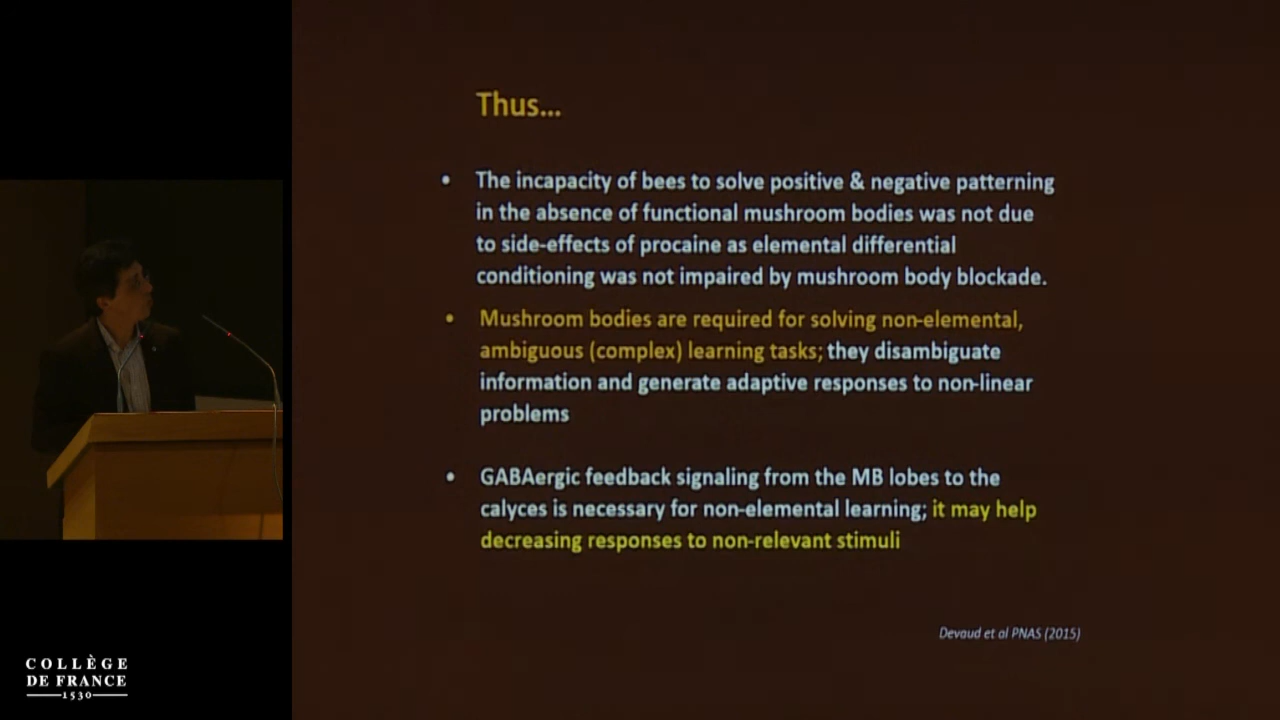 Thus...
• The incapacity of bees to solve positive & negative patterning
in the absence of functional mushroom bodies was not due
to side-effects of procaine as elemental differential
conditioning was not impaired by mushroom body blockade.
• Mushroom bodies are required for solving non-elemental,
ambiguous (complex) learning tasks; they disambiguate
information and generate adaptive responses to non-linear
problems
• GABAergic feedback signaling from the MB lobes to the
calyces is necessary for non-elemental learning; it may help
decreasing responses to non-relevant stimuli
Devaud et al PNAS (2015)
COLLÈGE
DE FRANCE
1530